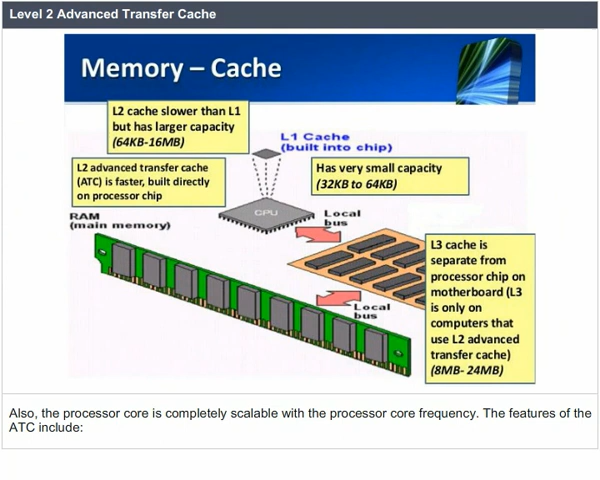 Level 2 Advanced Transfer Cache
Memory – Cache
L2 cache slower than L1
but has larger capacity
(64KB-16MB)
L1 Cache
(built into chip)
L2 advanced transfer cache
(ATC) is faster, built directly
on processor chip
Has very small capacity
(32KB to 64KB)
CPU
RAM
(main memory)
Local
bus
L3 cache is
separate from
processor chip on
motherboard (L3
is only on
computers that
use L2 advanced
transfer cache)
(8MB- 24MB)
Local
bus
Also, the processor core is completely scalable with the processor core frequency. The features of the
ATC include: